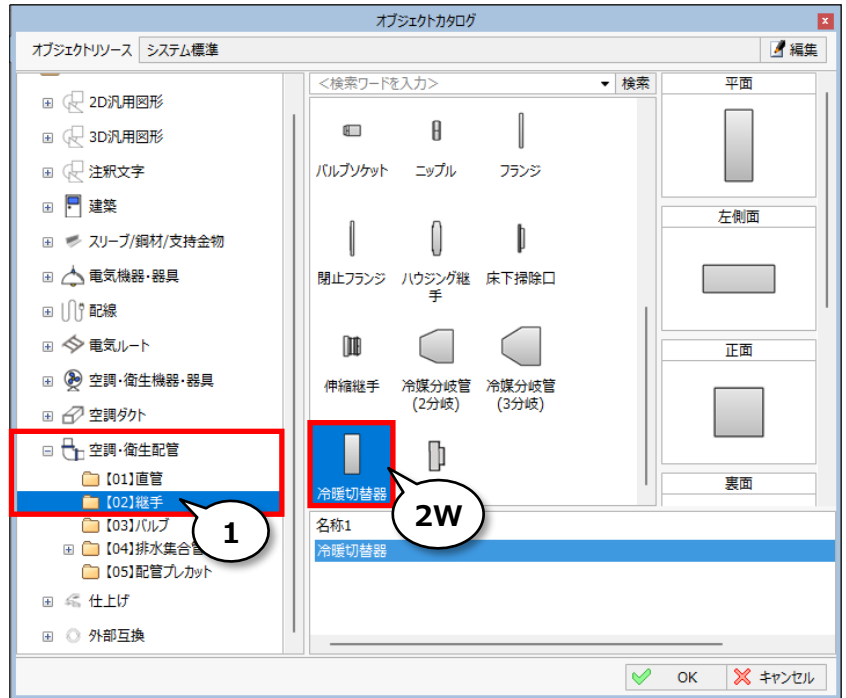 オブジェクトカタログ
オブジェクトリソース システム標準 編集
2D汎用図形
3D汎用図形
注釈文字
建築
スリーブ/鋼材/支持金物
電気機器・器具
配線
電気ルート
空調・衛生機器・器具
空調ダクト
空調・衛生配管
【01】直管
【02】継手
【03】バルブ
【04】排水集合管
【05】配管プレカット
仕上げ
外部互換
1
<検索ワードを入力> 検索
バルブソケット ニップル フランジ
閉止フランジ ハウジング継手 床下掃除口
伸縮継手 冷媒分岐管(2分岐) 冷媒分岐管(3分岐)
冷暖切替器
2W
名称1
冷暖切替器
平面
左側面
正面
裏面
OK キャンセル